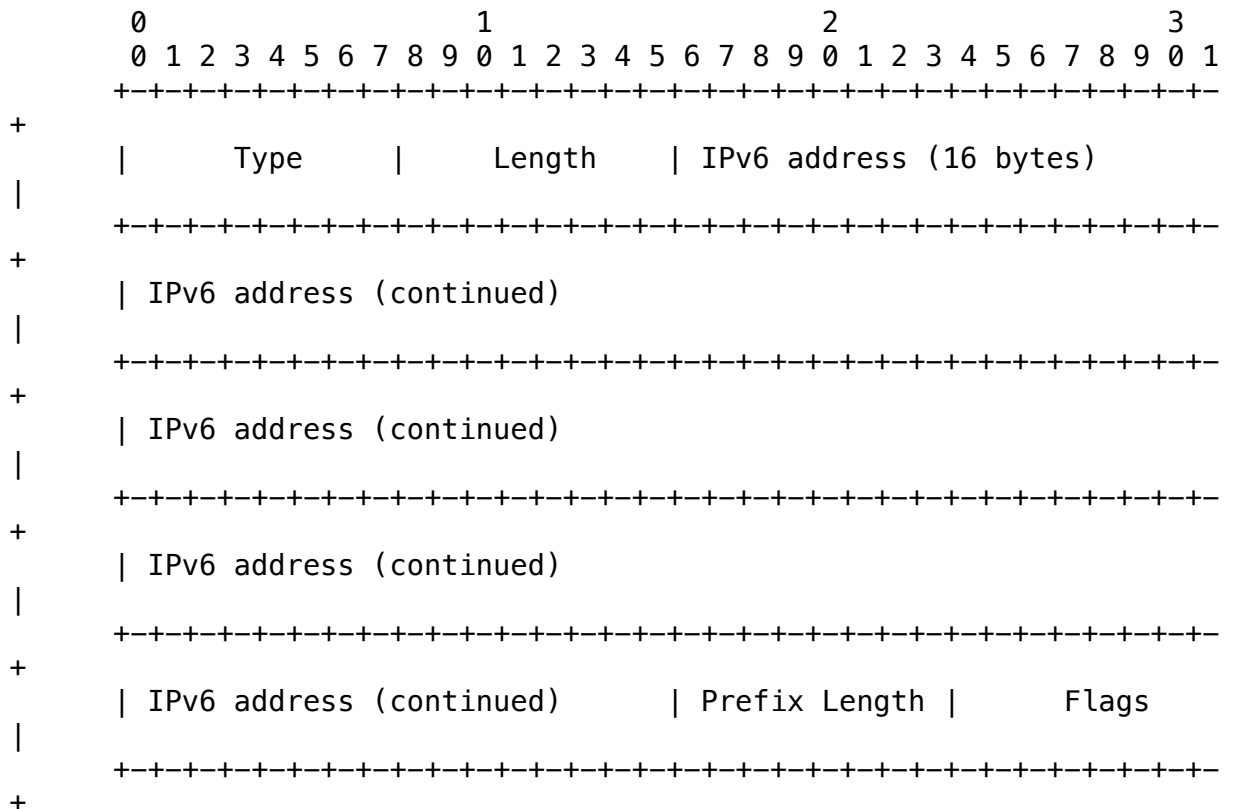 0                   1                   2                   3
 0 1 2 3 4 5 6 7 8 9 0 1 2 3 4 5 6 7 8 9 0 1 2 3 4 5 6 7 8 9 0 1
+-+-+-+-+-+-+-+-+-+-+-+-+-+-+-+-+-+-+-+-+-+-+-+-+-+-+-+-+-+-+-+-
+
|      Type     |     Length    | IPv6 address (16 bytes)
|
+-+-+-+-+-+-+-+-+-+-+-+-+-+-+-+-+-+-+-+-+-+-+-+-+-+-+-+-+-+-+-+-
+
| IPv6 address (continued)
|
+-+-+-+-+-+-+-+-+-+-+-+-+-+-+-+-+-+-+-+-+-+-+-+-+-+-+-+-+-+-+-+-
+
| IPv6 address (continued)
|
+-+-+-+-+-+-+-+-+-+-+-+-+-+-+-+-+-+-+-+-+-+-+-+-+-+-+-+-+-+-+-+-
+
| IPv6 address (continued)
|
+-+-+-+-+-+-+-+-+-+-+-+-+-+-+-+-+-+-+-+-+-+-+-+-+-+-+-+-+-+-+-+-
+
| IPv6 address (continued)      | Prefix Length |      Flags
|
+-+-+-+-+-+-+-+-+-+-+-+-+-+-+-+-+-+-+-+-+-+-+-+-+-+-+-+-+-+-+-+-
+